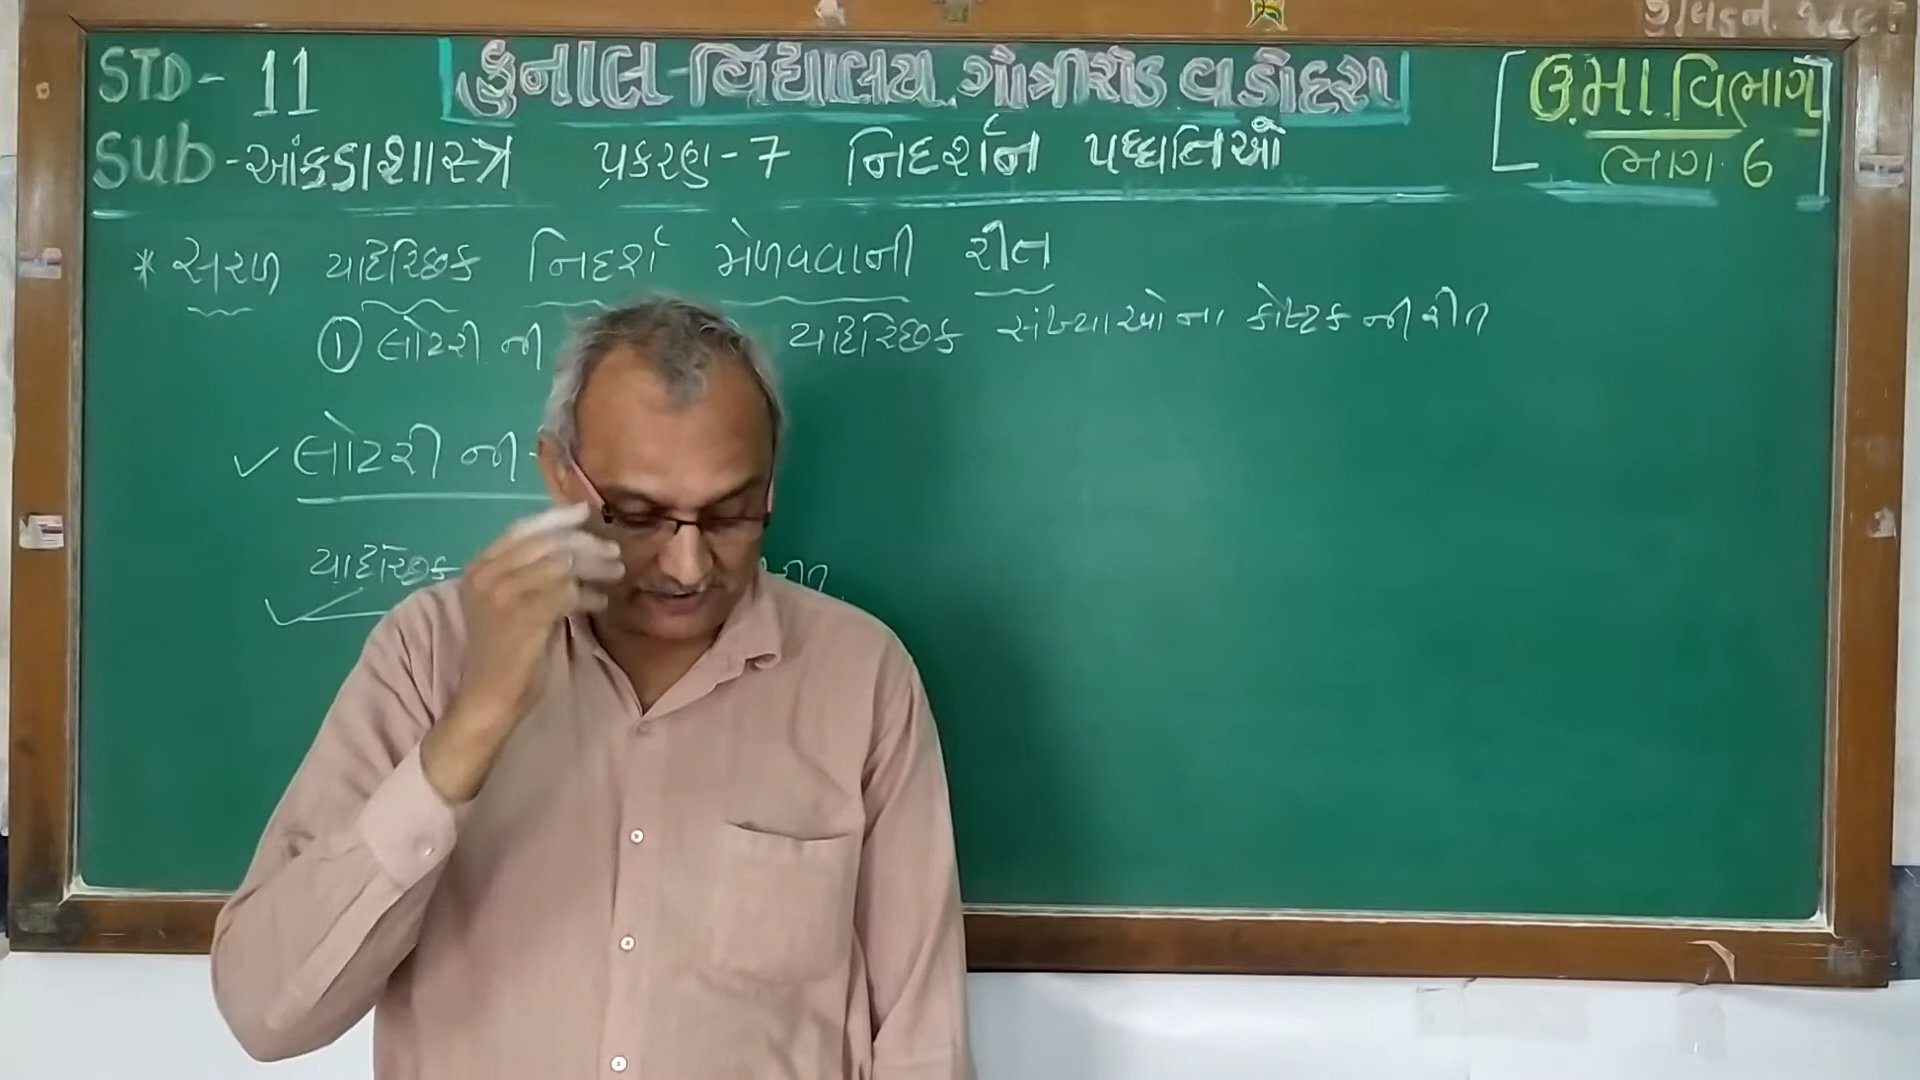 STD - 11 કુનાલ વિદ્યાલય ગોત્રીરોડ વડોદરા ઉ.મા. વિભાગ
Sub - આંકડાશાસ્ત્ર પ્રકરણ - 7 નિદર્શન પધ્ધતિઓ ભાગ. 6
* સરળ યાદૈચ્છિક નિદર્શ મેળવવાની રીત
① લોટરી ની યાદૈચ્છિક સંખ્યાઓના કોષ્ટક ની રીત
✓ લોટરી ની -
યાદૈચ્છિક